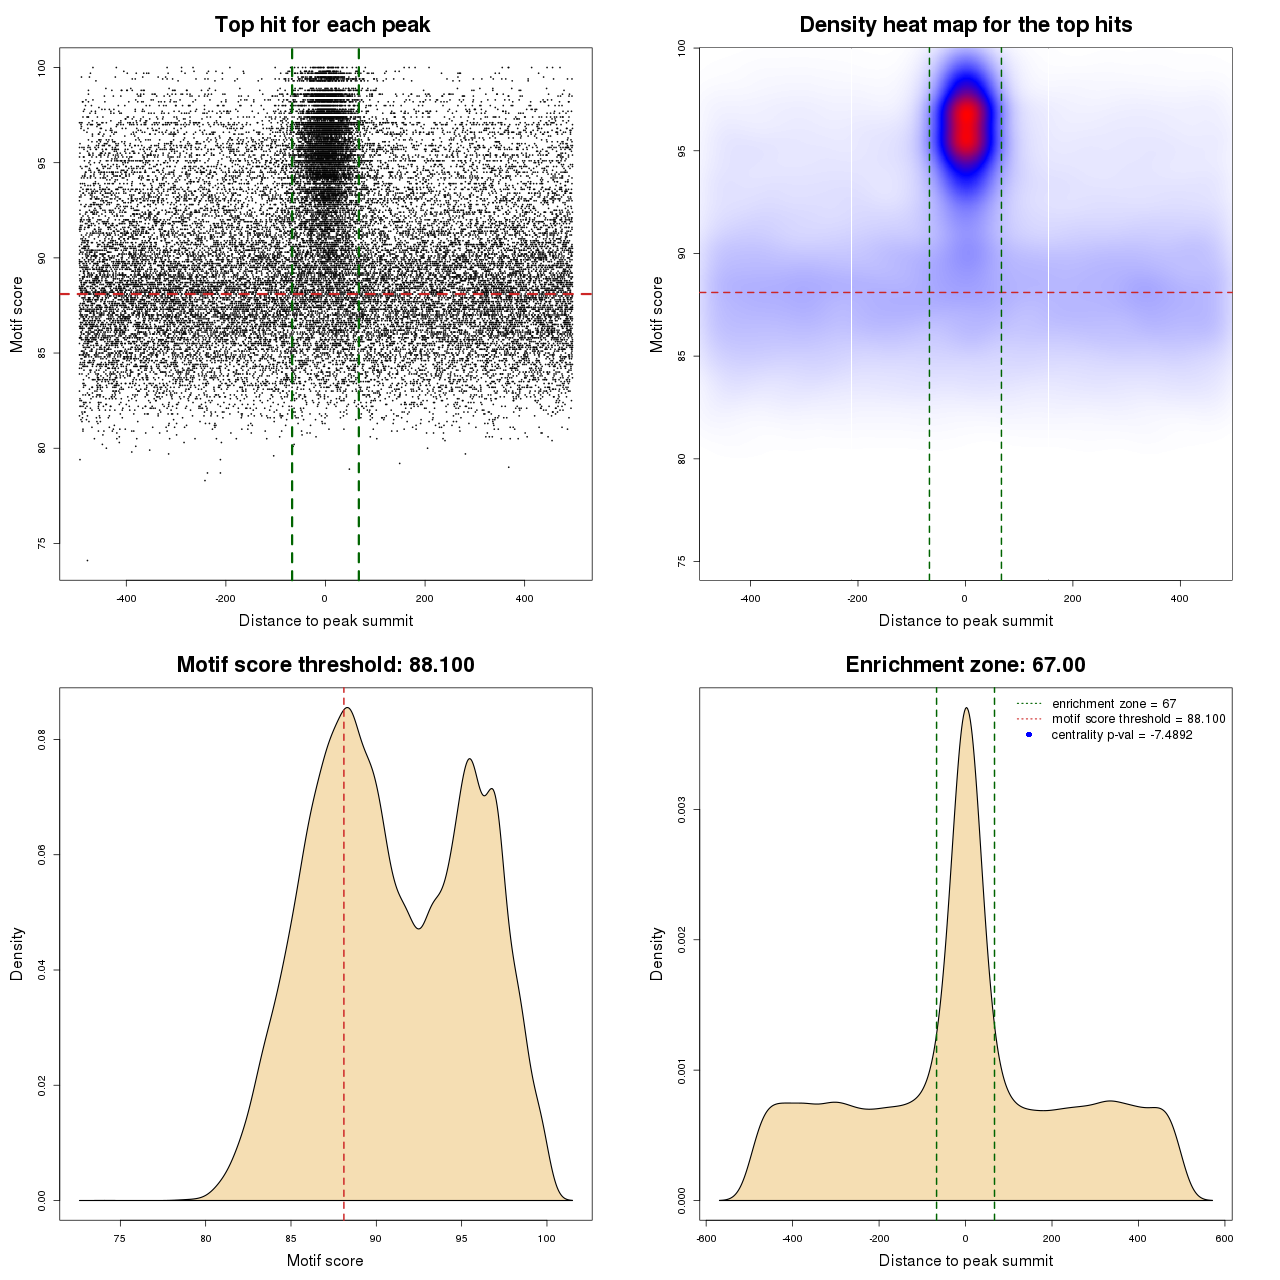 Top hit for each peak
100
95
90
85
80
75
Motif score
-400
-200
0
200
400
Distance to peak summit
Density heat map for the top hits
100
95
90
85
80
75
Motif score
-400
-200
0
200
400
Distance to peak summit
Motif score threshold: 88.100
0.08
0.06
0.04
0.02
0.00
Density
75
80
85
90
95
100
Motif score
Enrichment zone: 67.00
enrichment zone = 67
motif score threshold = 88.100
centrality p-val = -7.4892
0.003
0.002
0.001
0.000
Density
-600
-400
-200
0
200
400
600
Distance to peak summit